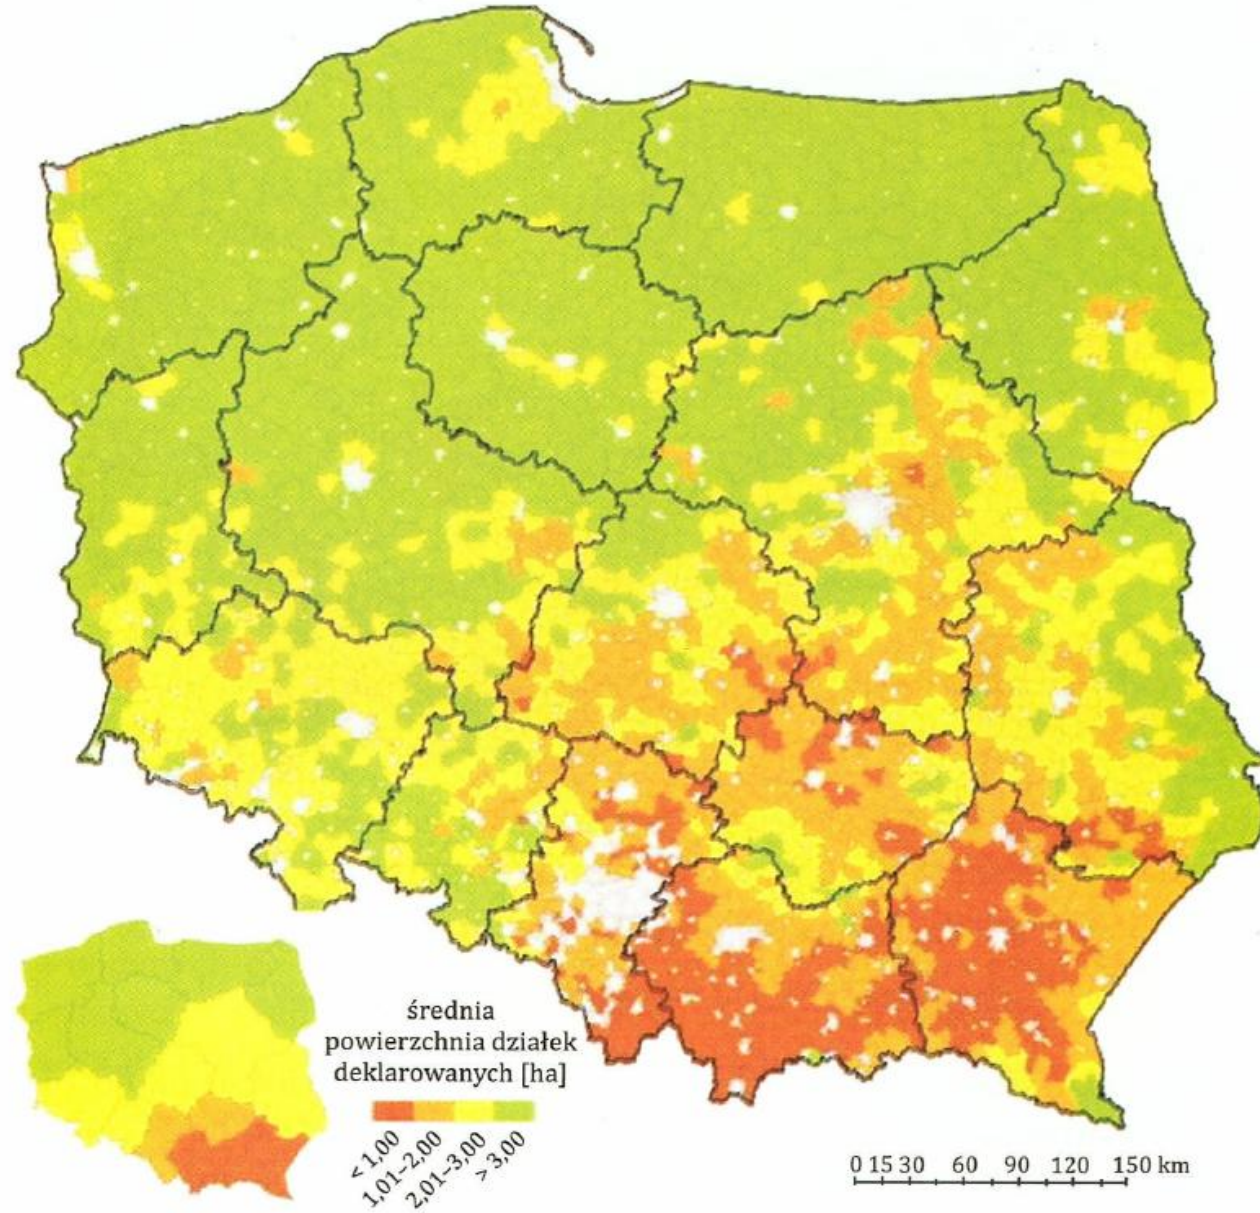 średnia
powierzchnia działek
deklarowanych [ha]
< 1,00
1,01–2,00
2,01–3,00
> 3,00
0 15 30 60 90 120 150 km